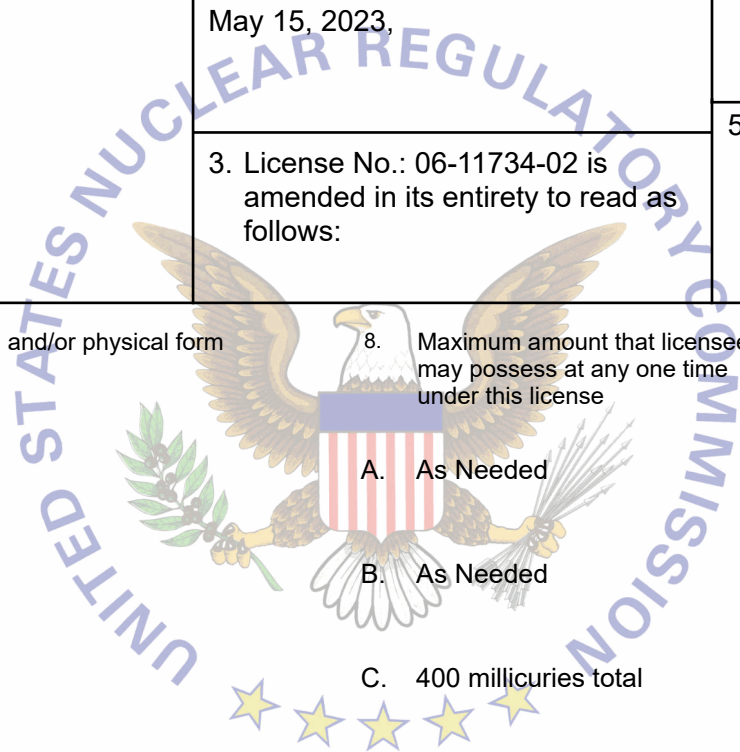 May 15, 2023,
5
3. License No.: 06-11734-02 is
amended in its entirety to read as
follows:
and/or physical form
8. Maximum amount that licensee
may possess at any one time
under this license
A. As Needed
B. As Needed
C. 400 millicuries total
UNITED STATES NUCLEAR REGULATORY COMMISSION